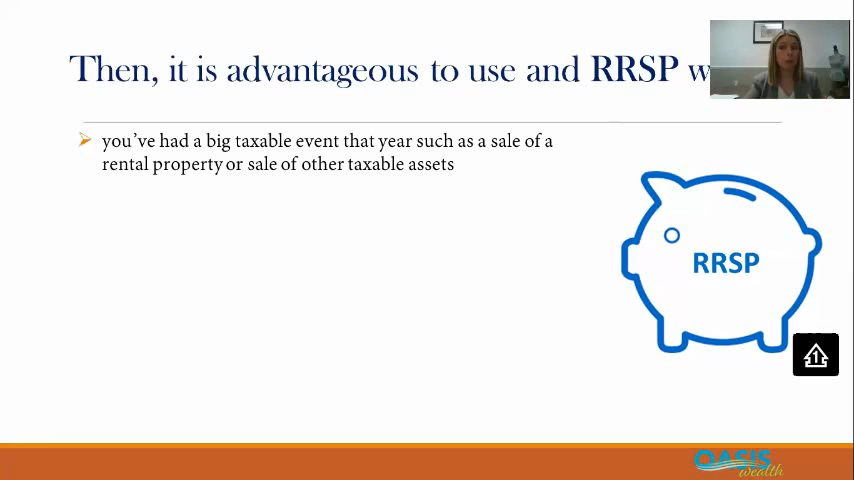 Then, it is advantageous to use and RRSP w
you've had a big taxable event that year such as a sale of a
rental property or sale of other taxable assets
RRSP
1
OASIS
wealth